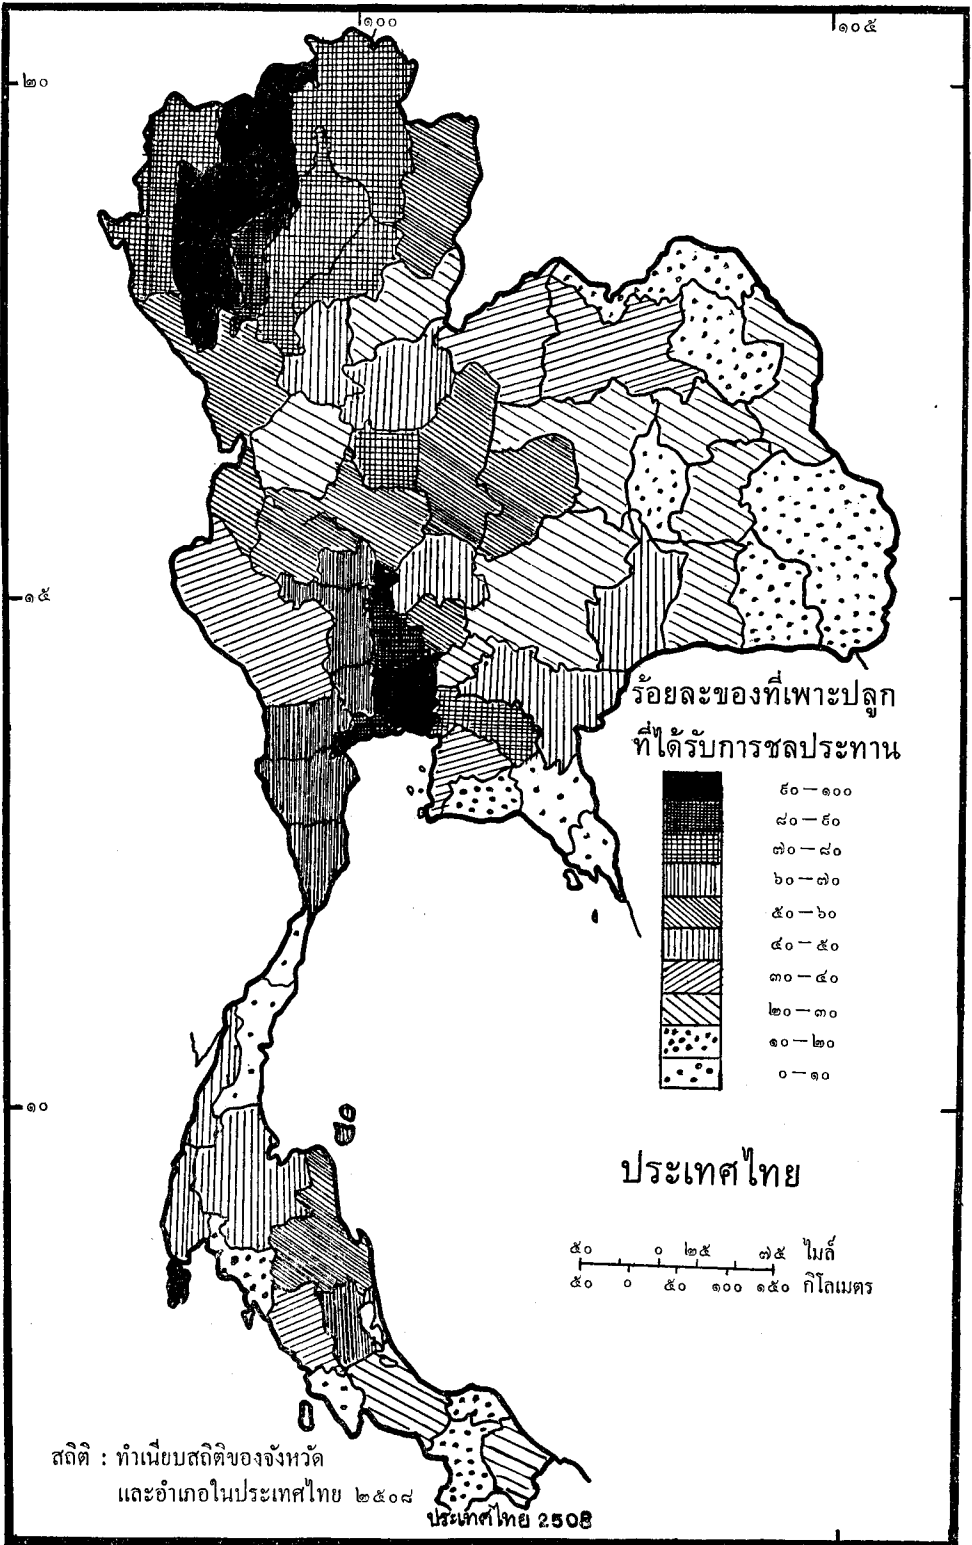 ๑๐๐
๑๐๕
๒๐
๑๕
ร้อยละของที่เพาะปลูก
ที่ได้รับการชลประทาน
๙๐—๑๐๐
๘๐—๙๐
๗๐—๘๐
๖๐—๗๐
๕๐—๖๐
๔๐—๕๐
๓๐—๔๐
๒๐—๓๐
๑๐—๒๐
๐—๑๐
๑๐
ประเทศไทย
๕๐ ๐ ๒๕ ๗๕ ไมล์
๕๐ ๐ ๕๐ ๑๐๐ ๑๕๐ กิโลเมตร
สถิติ : ทำเนียบสถิติของจังหวัด
และอำเภอในประเทศไทย ๒๕๐๘
ประเทศไทย 2508